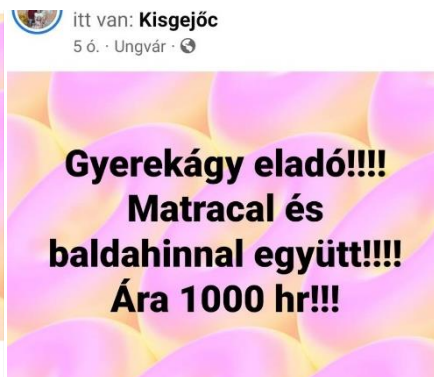 itt van: Kisgejőc
5 ó. · Ungvár ·
Gyerekágy eladó!!!!
Matracal és
baldahinnal együtt!!!!
Ára 1000 hr!!!